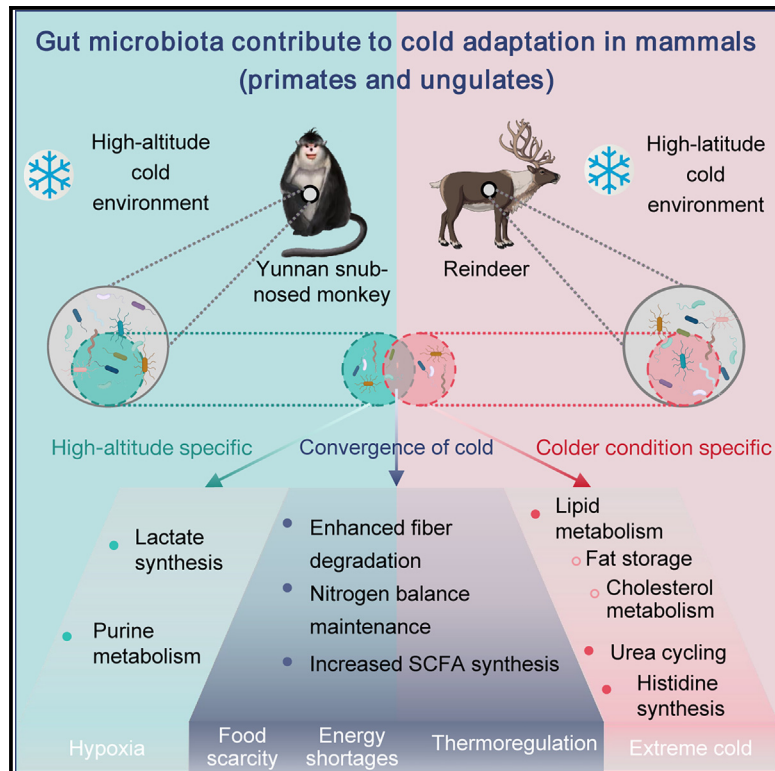 Gut microbiota contribute to cold adaptation in mammals
(primates and ungulates)
High-altitude
cold
environment
High-latitude
cold
environment
Yunnan snub-
nosed monkey
Reindeer
High-altitude specific
Convergence of cold
Colder condition specific
Lactate
synthesis
Purine
metabolism
Enhanced fiber
degradation
Nitrogen balance
maintenance
Increased SCFA synthesis
Lipid
metabolism
Fat storage
Cholesterol
metabolism
Urea cycling
Histidine
synthesis
Hypoxia
Food
scarcity
Energy
shortages
Thermoregulation
Extreme cold